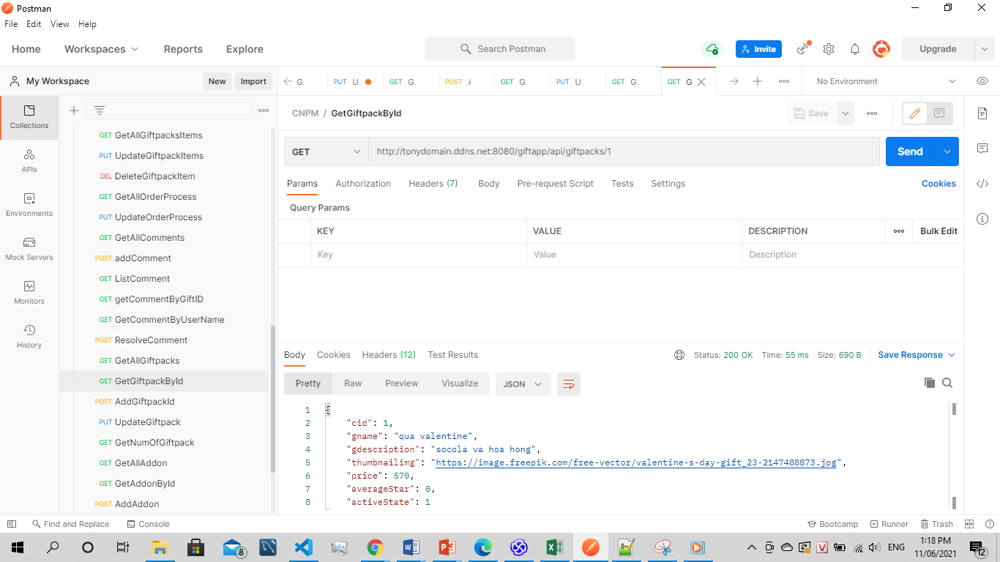 Postman
File Edit View Help
Home Workspaces Reports Explore Search Postman Invite Upgrade
My Workspace New Import G. PUT U. GET G. POST A GET G. PUT U. GET G. GET G No Environment
Collections
APIs
Environments
Mock Servers
Monitors
History
GET GetAllGiftpacksItems
PUT UpdateGiftpackItems
DEL DeleteGiftpackItem
GET GetAllOrderProcess
PUT UpdateOrderProcess
GET GetAllComments
POST addComment
GET ListComment
GET getCommentByGiftID
GET GetCommentByUserName
POST ResolveComment
GET GetAllGiftpacks
GET GetGiftpackById
POST AddGiftpackId
PUT UpdateGiftpack
GET GetNumOfGiftpack
GET GetAllAddon
GET GetAddonById
POST AddAddon
CNPM / GetGiftpackById Save
GET http://tonydomain.ddns.net:8080/giftapp/api/giftpacks/1 Send
Params Authorization Headers (7) Body Pre-request Script Tests Settings Cookies
Query Params
KEY VALUE DESCRIPTION Bulk Edit
Key Value Description
Body Cookies Headers (12) Test Results Status: 200 OK Time: 55 ms Size: 690 B Save Response
Pretty Raw Preview Visualize JSON
1 {
2 "cid": 1,
3 "gname": "qua valentine",
4 "gdescription": "socola va hoa hong",
5 "thumbnailimg": "https://image.freepik.com/free-vector/valentine-s-day-gift_23-2147488873.jpg",
6 "price": 570,
7 "averageStar": 0,
8 "activeState": 1
Find and Replace Console Bootcamp Runner Trash
8 ENG 1:18 PM
11/06/2021 12